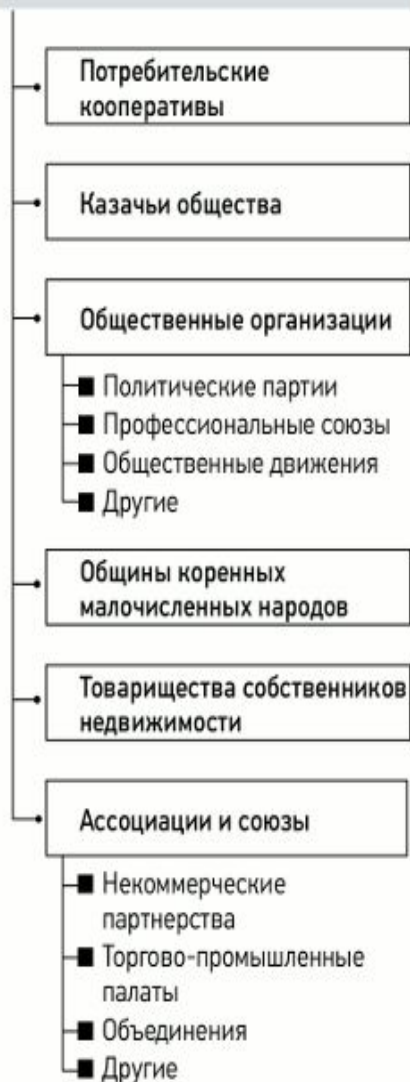 Потребительские
кооперативы
Казачьи общества
Общественные организации
Политические партии
Профессиональные союзы
Общественные движения
Другие
Общины коренных
малочисленных народов
Товарищества собственников
недвижимости
Ассоциации и союзы
Некоммерческие
партнерства
Торгово-промышленные
палаты
Объединения
Другие